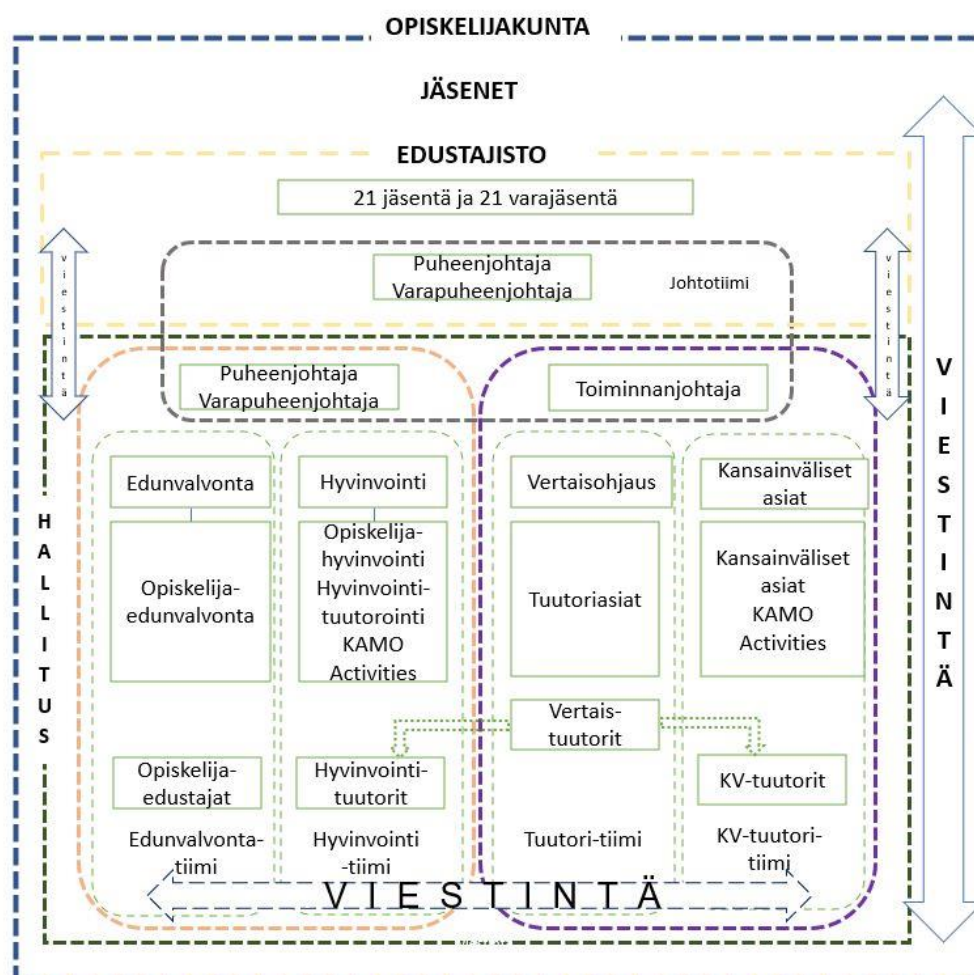 OPISKELIJAKUNTA
JÄSENET
EDUSTAJISTO
21 jäsentä ja 21 varajäsentä
Puheenjohtaja
Varapuheenjohtaja
Johtotiimi
viestintä
viestintä
VIESTINTÄ
HALLITUS
Puheenjohtaja
Varapuheenjohtaja
Toiminnanjohtaja
Edunvalvonta
Hyvinvointi
Vertaisohjaus
Kansainväliset
asiat
Opiskelija-
edunvalvonta
Opiskelija-
hyvinvointi
Hyvinvointi-
tuutorointi
KAMO
Activities
Tuutoriasiat
Kansainväliset
asiat
KAMO
Activities
Vertais-
tuutorit
Opiskelija-
edustajat
Hyvinvointi-
tuutorit
KV-tuutorit
Edunvalvonta-
tiimi
Hyvinvointi
-tiimi
Tuutori-tiimi
KV-tuutori-
tiimi
VIESTINTÄ